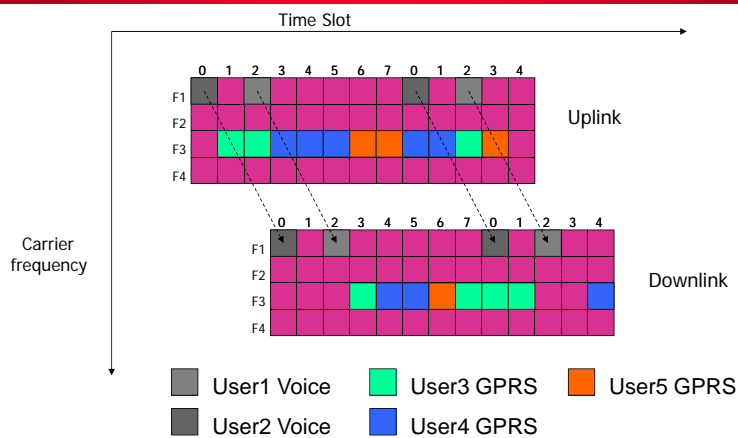 Time Slot
0 1 2 3 4 5 6 7 0 1 2 3 4
F1
F2
F3
F4
Uplink
0 1 2 3 4 5 6 7 0 1 2 3 4
F1
F2
F3
F4
Downlink
Carrier
frequency
User1 Voice User3 GPRS User5 GPRS
User2 Voice User4 GPRS